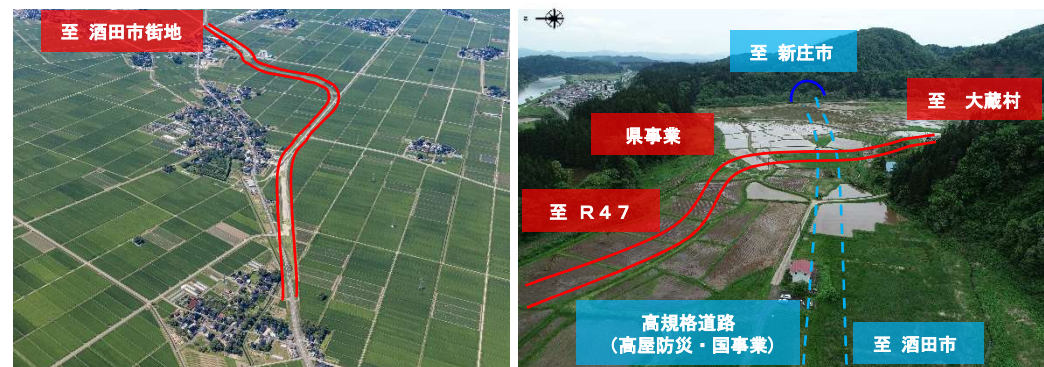 至 酒田市街地
至 新庄市
至 大蔵村
県事業
至 R47
高規格道路
(高屋防災・国事業)
至 酒田市